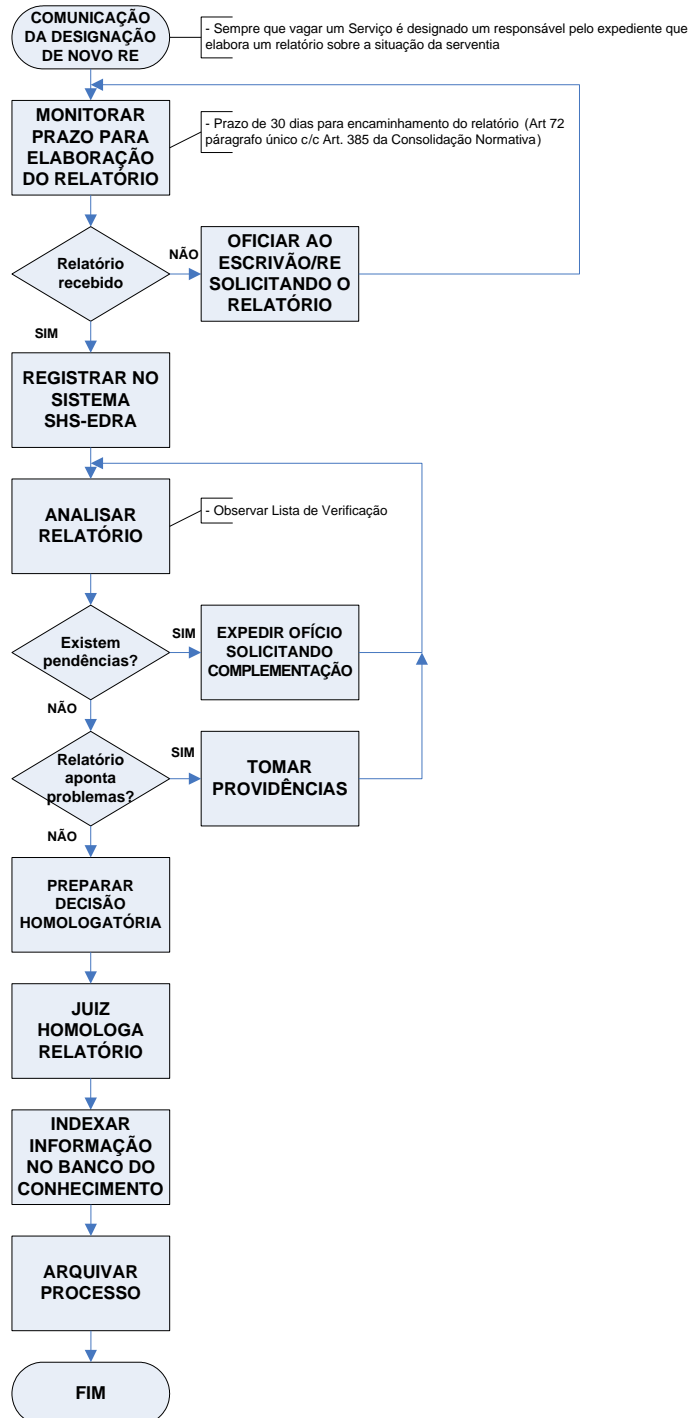 COMUNICAÇÃO
DA DESIGNAÇÃO
DE NOVO RE
- Sempre que vagar um Serviço é designado um responsável pelo expediente que
elabora um relatório sobre a situação da serventia
MONITORAR
PRAZO PARA
ELABORAÇÃO
DO RELATÓRIO
- Prazo de 30 dias para encaminhamento do relatório (Art 72
páragrafo único c/c Art. 385 da Consolidação Normativa)
Relatório
recebido
NÃO
OFICIAR AO
ESCRIVÃO/RE
SOLICITANDO O
RELATÓRIO
SIM
REGISTRAR NO
SISTEMA
SHS-EDRA
ANALISAR
RELATÓRIO
- Observar Lista de Verificação
Existem
pendências?
SIM
EXPEDIR OFÍCIO
SOLICITANDO
COMPLEMENTAÇÃO
NÃO
Relatório
aponta
problemas?
SIM
TOMAR
PROVIDÊNCIAS
NÃO
PREPARAR
DECISÃO
HOMOLOGATÓRIA
JUIZ
HOMOLOGA
RELATÓRIO
INDEXAR
INFORMAÇÃO
NO BANCO DO
CONHECIMENTO
ARQUIVAR
PROCESSO
FIM